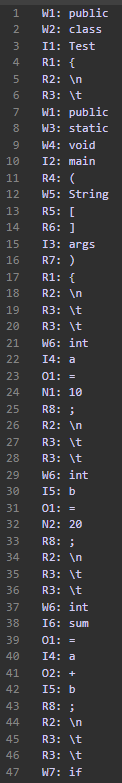 1 W1: public
2 W2: class
3 I1: Test
4 R1: {
5 R2: \n
6 R3: \t
7 W1: public
8 W3: static
9 W4: void
10 I2: main
11 R4: (
12 W5: String
13 R5: [
14 R6: ]
15 I3: args
16 R7: )
17 R1: {
18 R2: \n
19 R3: \t
20 R3: \t
21 W6: int
22 I4: a
23 O1: =
24 N1: 10
25 R8: ;
26 R2: \n
27 R3: \t
28 R3: \t
29 W6: int
30 I5: b
31 O1: =
32 N2: 20
33 R8: ;
34 R2: \n
35 R3: \t
36 R3: \t
37 W6: int
38 I6: sum
39 O1: =
40 I4: a
41 O2: +
42 I5: b
43 R8: ;
44 R2: \n
45 R3: \t
46 R3: \t
47 W7: if